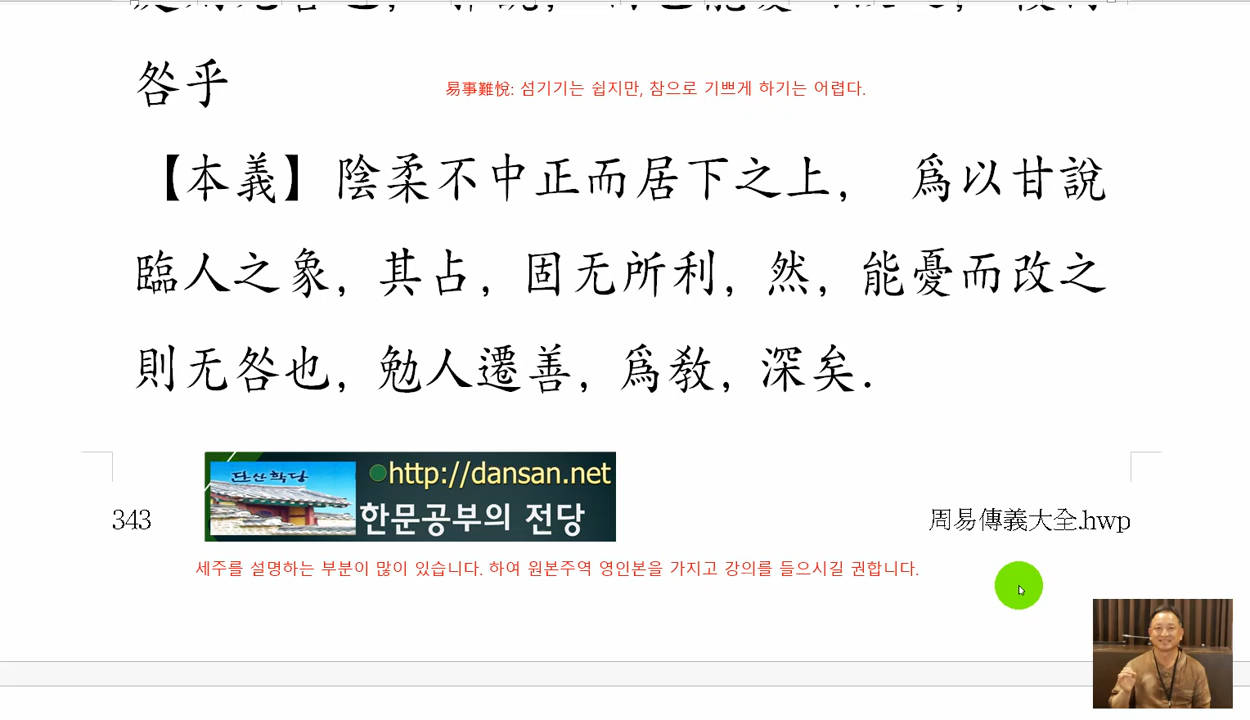 咎乎
易事難悅: 섬기기는 쉽지만, 참으로 기쁘게 하기는 어렵다.
【本義】 陰柔不中正而居下之上, 爲以甘說
臨人之象, 其占, 固无所利, 然, 能憂而改之
則无咎也, 勉人遷善, 爲敎, 深矣.
단산학당
http://dansan.net
한문공부의 전당
343
周易傳義大全.hwp
세주를 설명하는 부분이 많이 있습니다. 하여 원본주역 영인본을 가지고 강의를 들으시길 권합니다.